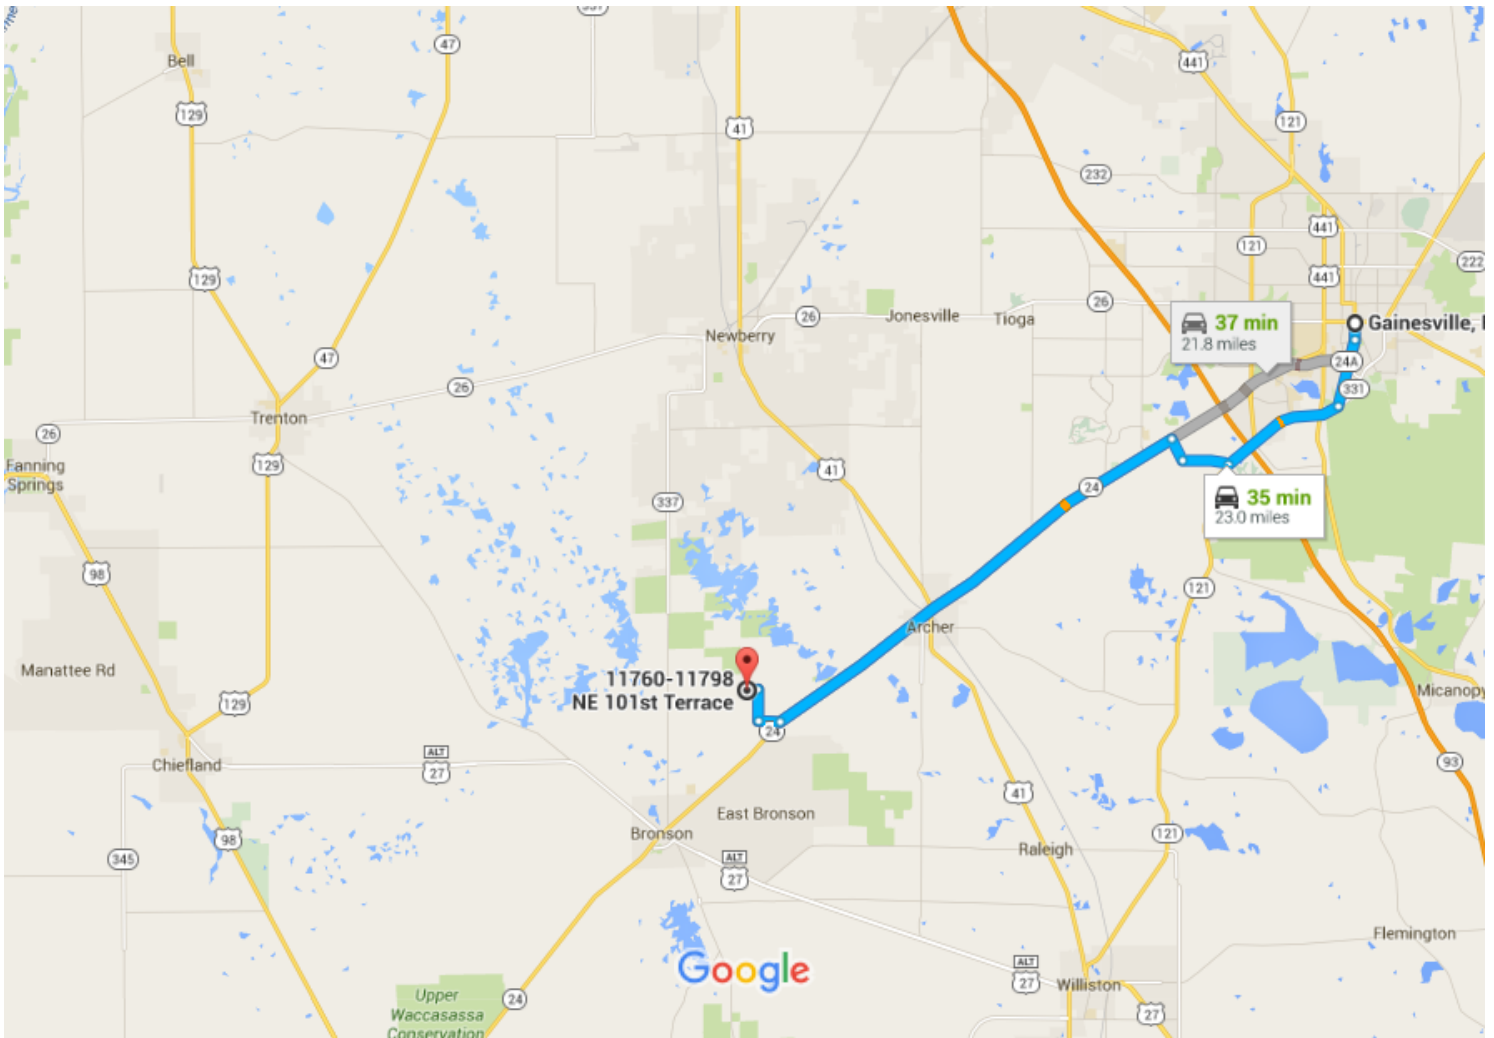 337
47
441
Bell
129
121
41
232
441
121
222
129
441
26
Jonesville
Tioga
26
37 min
21.8 miles
Gainesville,
Newberry
47
24A
331
26
Trenton
26
129
Fanning
Springs
41
24
35 min
23.0 miles
337
98
121
Archer
Manattee Rd
11760-11798
NE 101st Terrace
Micanopy
129
24
ALT
27
Chiefland
93
41
East Bronson
Bronson
121
98
345
Raleigh
ALT
27
Flemington
Google
ALT
27
Williston
Upper
Waccasassa
Conservation
24
27